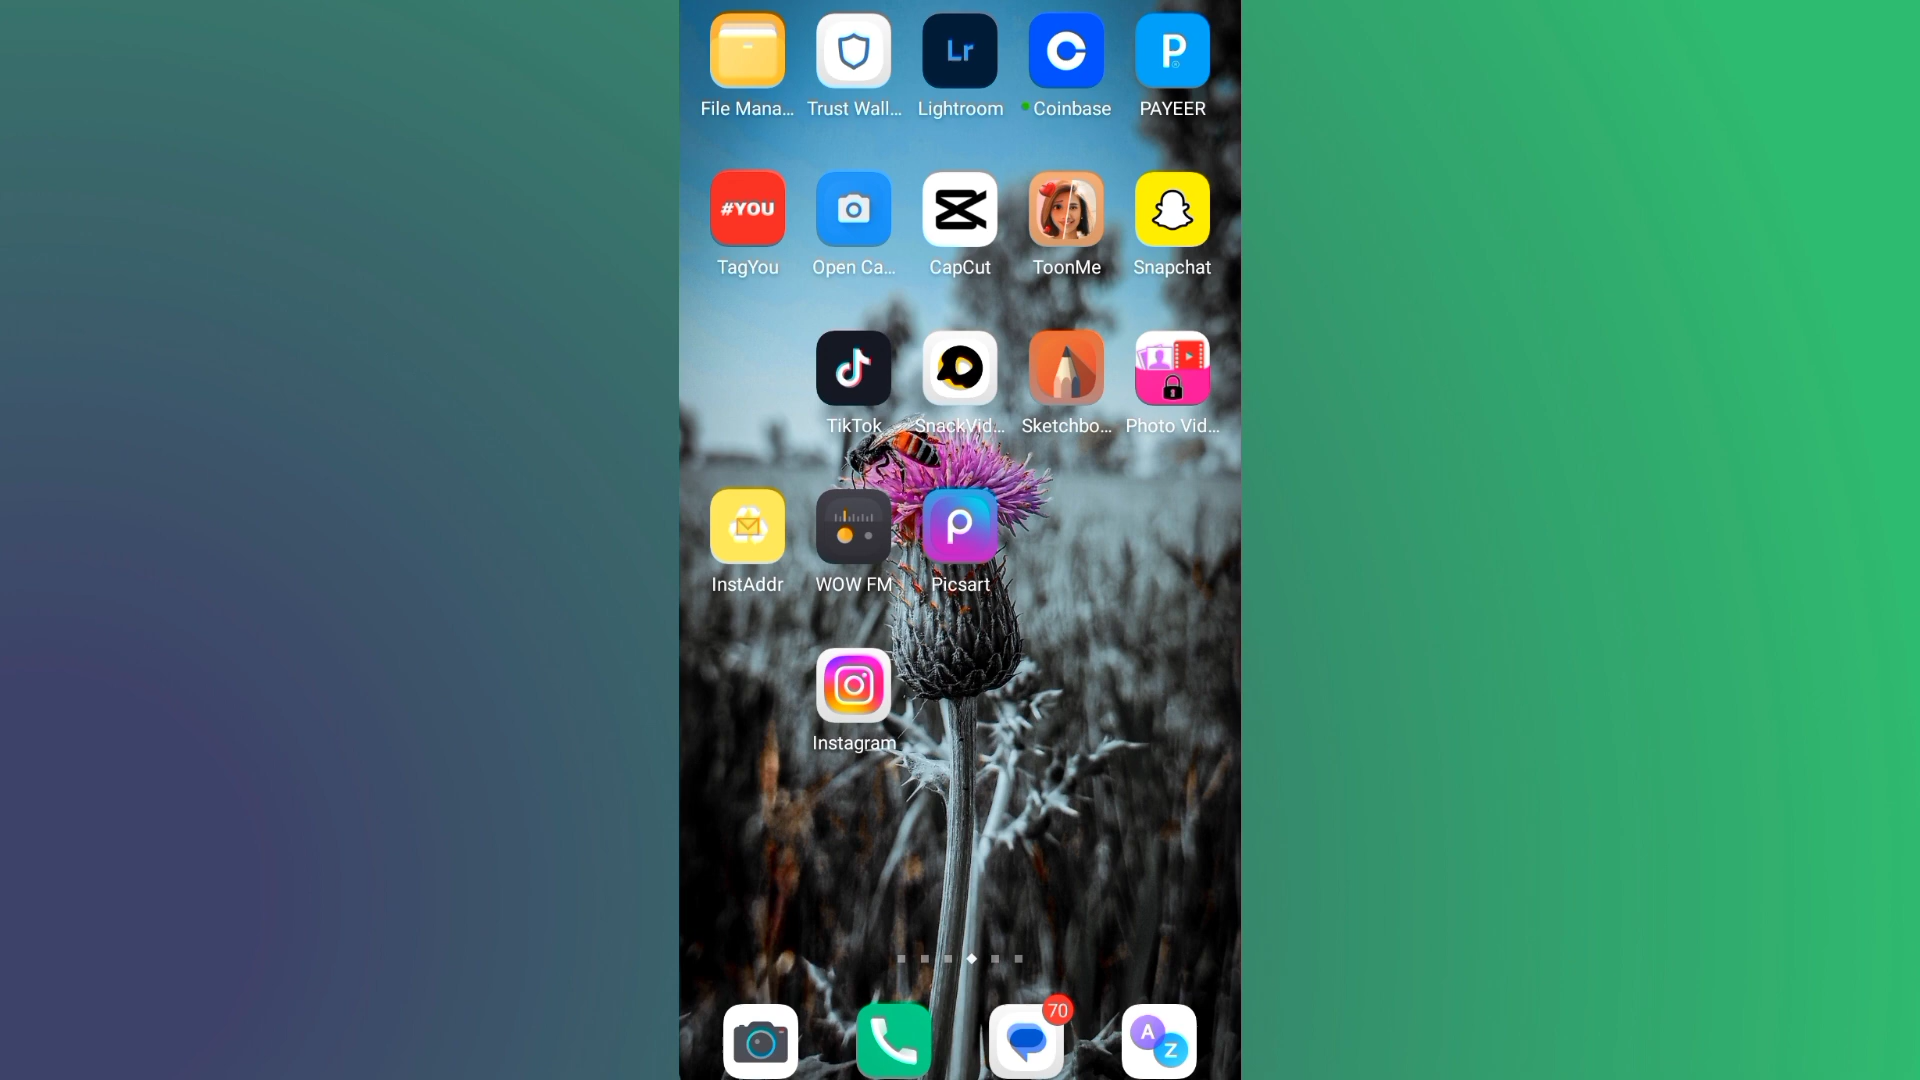 Lr
P
File Mana...
Trust Wall...
Lightroom
Coinbase
PAYEER
#YOU
TagYou
Open Ca...
CapCut
ToonMe
Snapchat
TikTok
SnackVid...
Sketchbo...
Photo Vid...
InstAddr
WOW FM
Picsart
Instagram
70
A
Z